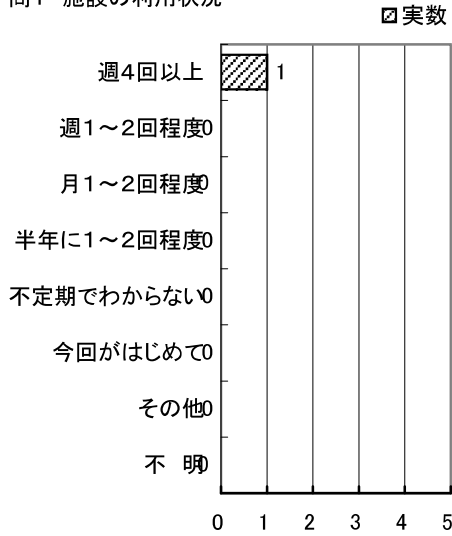 問1 施設の利用状況
実数
週4回以上 1
週1～2回程度0
月1～2回程度0
半年に1～2回程度0
不定期でわからない0
今回がはじめて0
その他0
不 明0
0 1 2 3 4 5